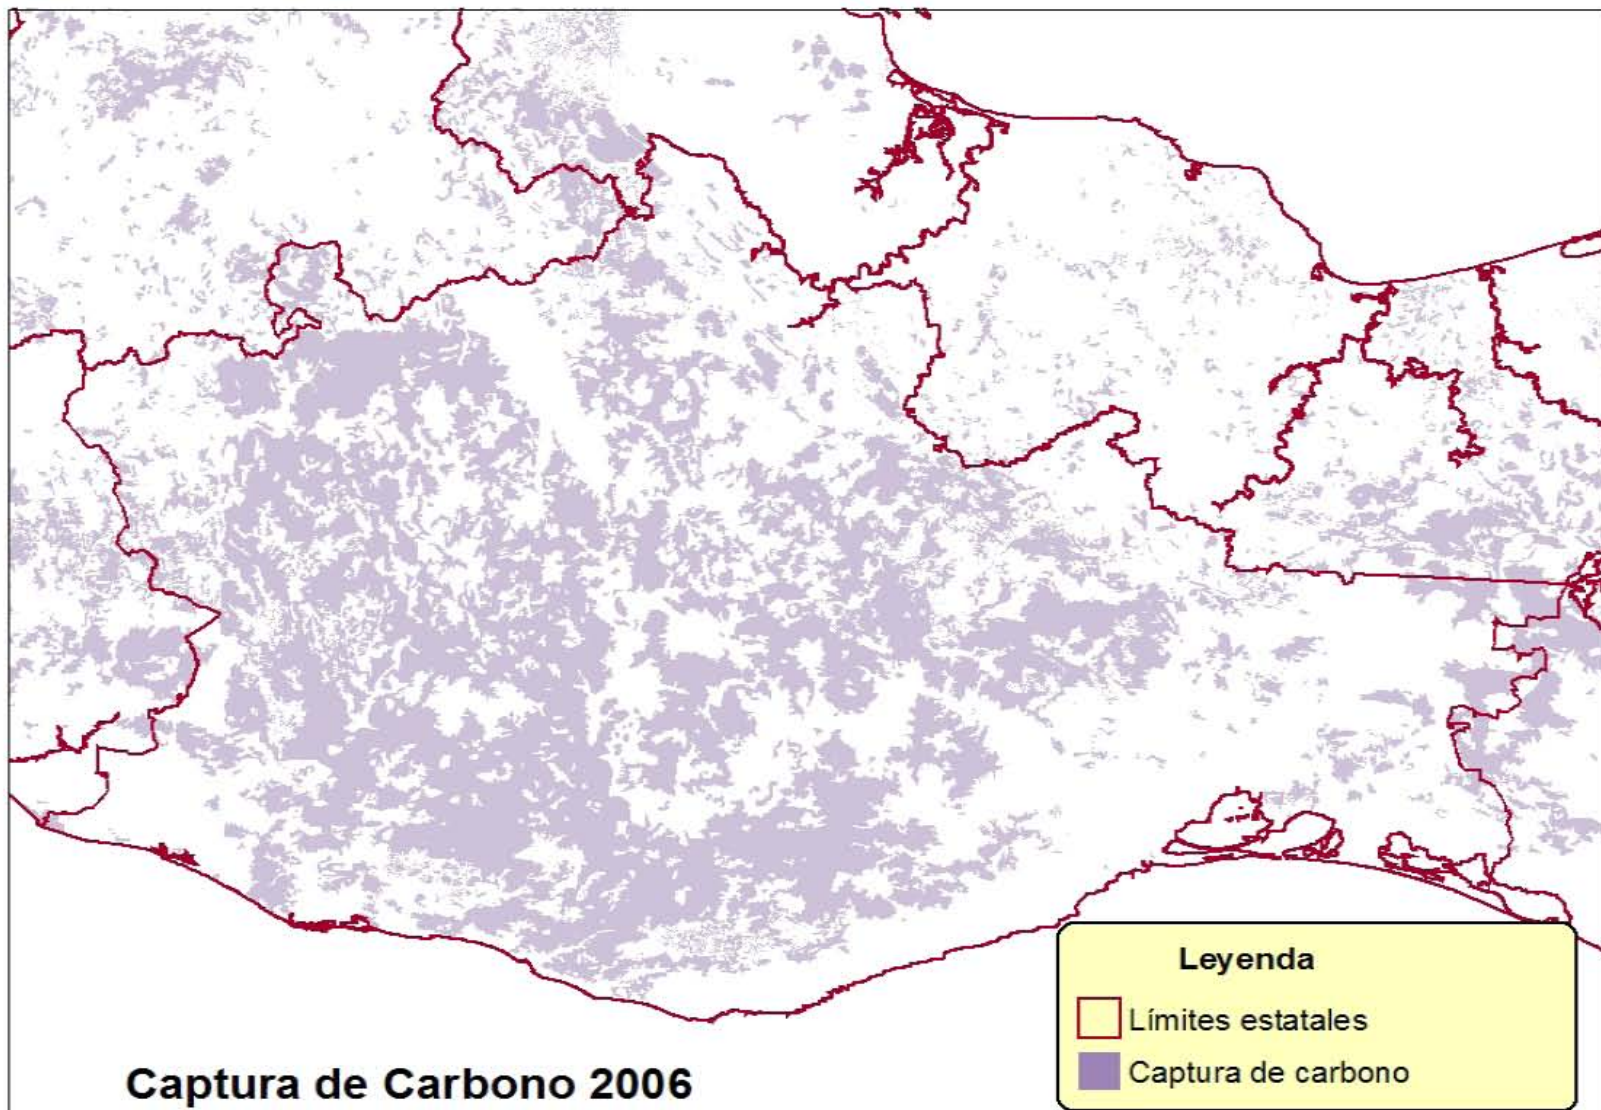 Leyenda
Límites estatales
Captura de carbono
Captura de Carbono 2006